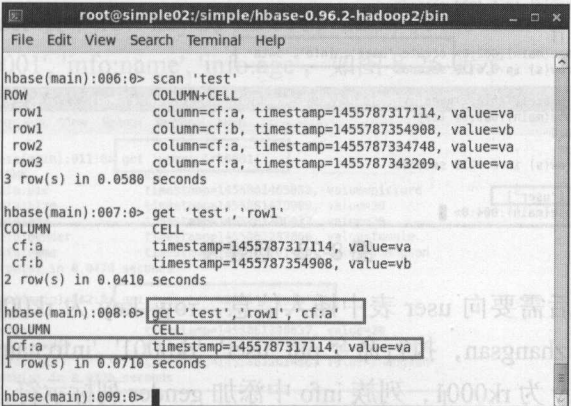 root@simple02:/simple/hbase-0.96.2-hadoop2/bin
File Edit View Search Terminal Help
hbase(main):006:0> scan 'test'
ROW COLUMN+CELL
row1 column=cf:a, timestamp=1455787317114, value=va
row1 column=cf:b, timestamp=1455787354908, value=vb
row2 column=cf:a, timestamp=1455787334748, value=va
row3 column=cf:a, timestamp=1455787343209, value=va
3 row(s) in 0.0580 seconds
hbase(main):007:0> get 'test','row1'
COLUMN CELL
cf:a timestamp=1455787317114, value=va
cf:b timestamp=1455787354908, value=vb
2 row(s) in 0.0410 seconds
hbase(main):008:0> get 'test','row1','cf:a'
COLUMN CELL
cf:a timestamp=1455787317114, value=va
1 row(s) in 0.0710 seconds
hbase(main):009:0>